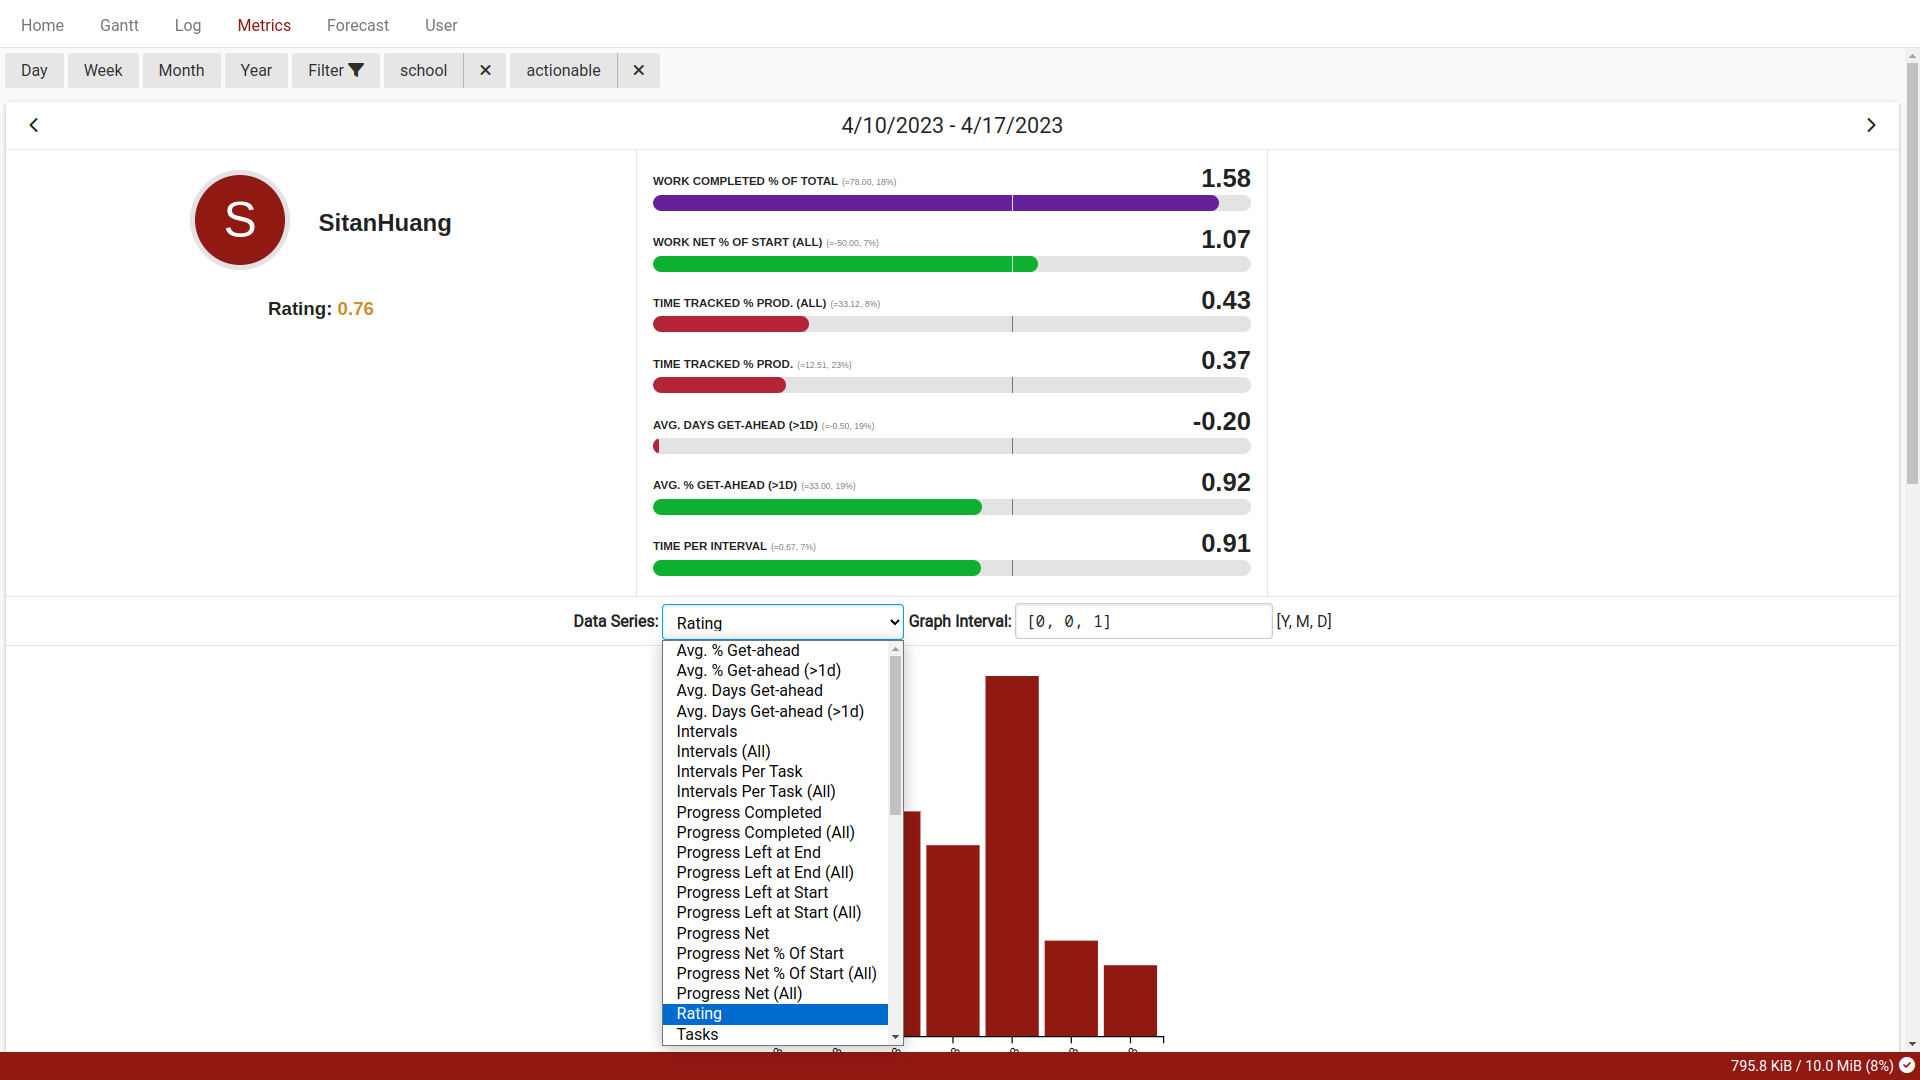 Home Gantt Log Metrics Forecast User
Day Week Month Year Filter school ✕ actionable ✕
4/10/2023 - 4/17/2023
S
SitanHuang
Rating: 0.76
WORK COMPLETED % OF TOTAL (=78.00, 18%) 1.58
WORK NET % OF START (ALL) (=-50.00, 7%) 1.07
TIME TRACKED % PROD. (ALL) (=33.12, 8%) 0.43
TIME TRACKED % PROD. (=12.51, 23%) 0.37
AVG. DAYS GET-AHEAD (>1D) (=-0.50, 19%) -0.20
AVG. % GET-AHEAD (>1D) (=33.00, 19%) 0.92
TIME PER INTERVAL (=0.67, 7%) 0.91
Data Series: Rating Graph Interval: [0, 0, 1] [Y, M, D]
Avg. % Get-ahead
Avg. % Get-ahead (>1d)
Avg. Days Get-ahead
Avg. Days Get-ahead (>1d)
Intervals
Intervals (All)
Intervals Per Task
Intervals Per Task (All)
Progress Completed
Progress Completed (All)
Progress Left at End
Progress Left at End (All)
Progress Left at Start
Progress Left at Start (All)
Progress Net
Progress Net % Of Start
Progress Net % Of Start (All)
Progress Net (All)
Rating
Tasks
795.8 KiB / 10.0 MiB (8%)